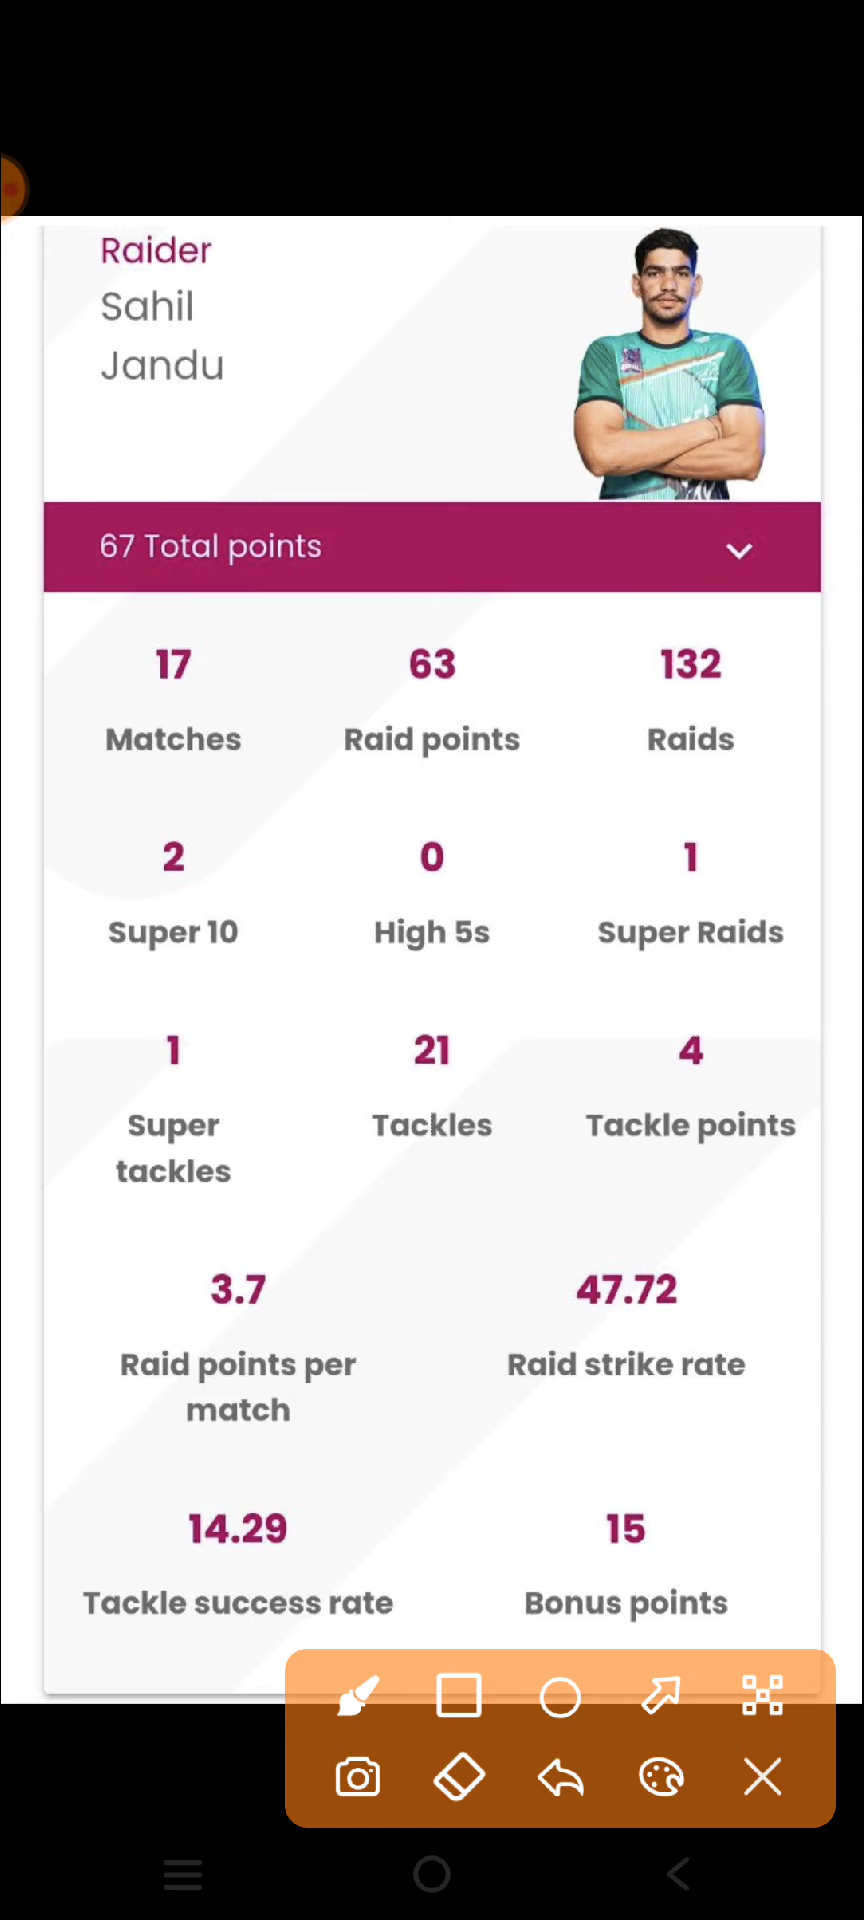 Raider
Sahil
Jandu
67 Total points
17 63 132
Matches Raid points Raids
2 0 1
Super 10 High 5s Super Raids
1 21 4
Super Tackles Tackle points
tackles
3.7 47.72
Raid points per Raid strike rate
match
14.29 15
Tackle success rate Bonus points